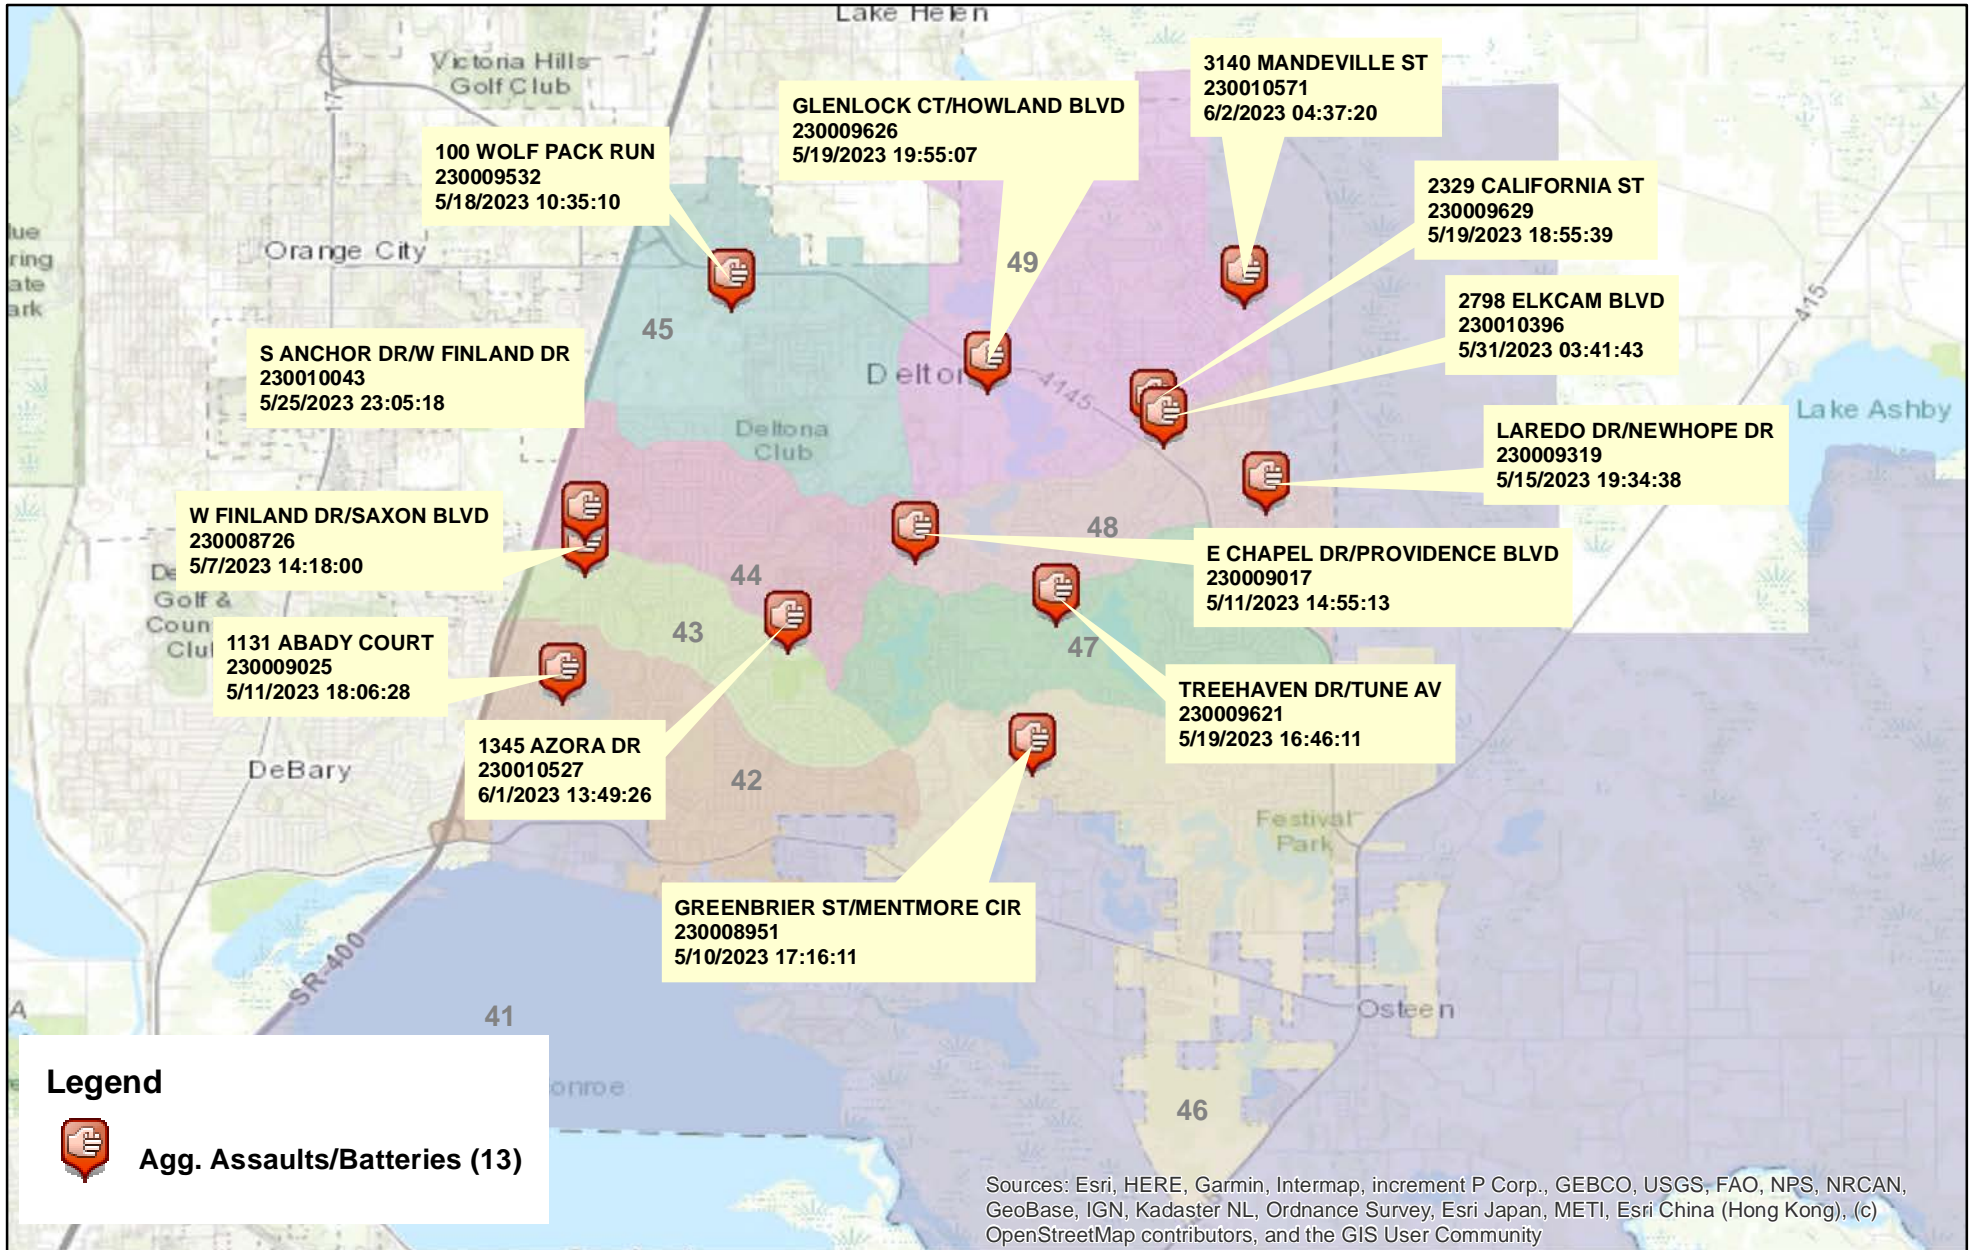 Lake Helen
Victoria Hills
Golf Club
17
3140 MANDEVILLE ST
230010571
6/2/2023 04:37:20
GLENLOCK CT/HOWLAND BLVD
230009626
5/19/2023 19:55:07
100 WOLF PACK RUN
230009532
5/18/2023 10:35:10
2329 CALIFORNIA ST
230009629
5/19/2023 18:55:39
Orange City
49
2798 ELKCAM BLVD
230010396
5/31/2023 03:41:43
415
45
S ANCHOR DR/W FINLAND DR
230010043
5/25/2023 23:05:18
4145
Lake Ashby
Deltona
Club
LAREDO DR/NEWHOPE DR
230009319
5/15/2023 19:34:38
W FINLAND DR/SAXON BLVD
230008726
5/7/2023 14:18:00
48
E CHAPEL DR/PROVIDENCE BLVD
230009017
5/11/2023 14:55:13
44
Golf &
43
47
1131 ABADY COURT
230009025
5/11/2023 18:06:28
TREEHAVEN DR/TUNE AV
230009621
5/19/2023 16:46:11
1345 AZORA DR
230010527
6/1/2023 13:49:26
DeBary
42
Festival
Park
GREENBRIER ST/MENTMORE CIR
230008951
5/10/2023 17:16:11
SR-400
Osteen
41
46
Legend
Agg. Assaults/Batteries (13)
Sources: Esri, HERE, Garmin, Intermap, increment P Corp., GEBCO, USGS, FAO, NPS, NRCAN,
GeoBase, IGN, Kadaster NL, Ordnance Survey, Esri Japan, METI, Esri China (Hong Kong), (c)
OpenStreetMap contributors, and the GIS User Community